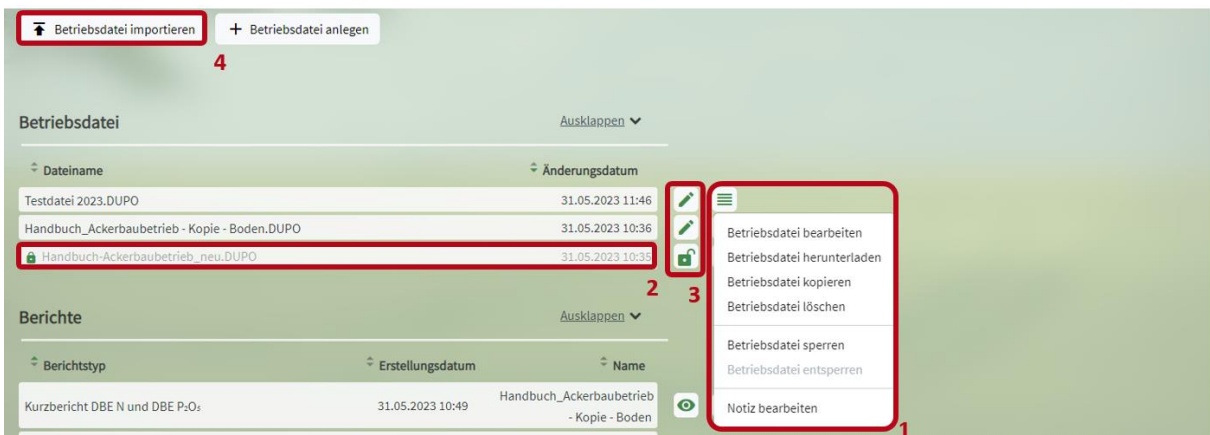 Betriebsdatei importieren
Betriebsdatei anlegen
4
Betriebsdatei
Ausklappen
Dateiname
Änderungsdatum
Testdatei 2023.DUPO
31.05.2023 11:46
Handbuch_Ackerbaubetrieb - Kopie - Boden.DUPO
31.05.2023 10:36
Handbuch-Ackerbaubetrieb_neu.DUPO
31.05.2023 10:35
2
3
Betriebsdatei bearbeiten
Betriebsdatei herunterladen
Betriebsdatei kopieren
Betriebsdatei löschen
Betriebsdatei sperren
Betriebsdatei entsperren
Notiz bearbeiten
1
Berichte
Ausklappen
Berichtstyp
Erstellungsdatum
Name
Kurzbericht DBE N und DBE P₂O₅
31.05.2023 10:49
Handbuch_Ackerbaubetrieb
- Kopie - Boden